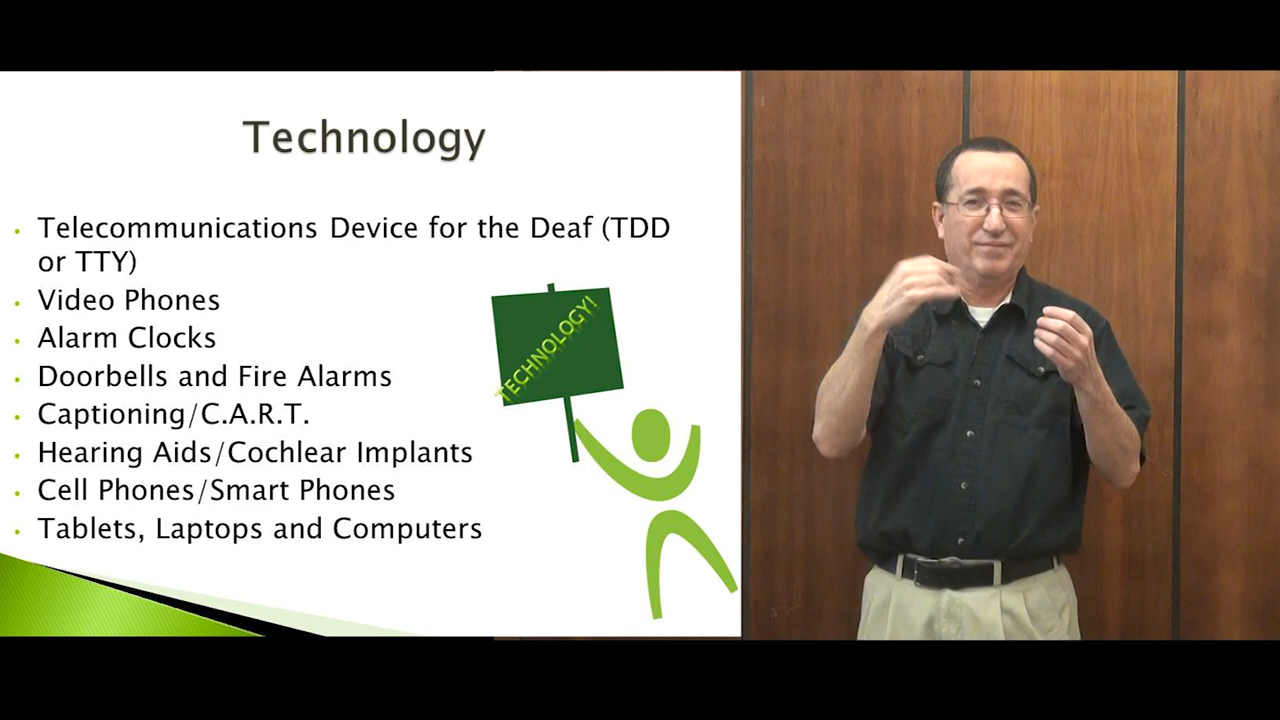 Technology
• Telecommunications Device for the Deaf (TDD
or TTY)
• Video Phones
• Alarm Clocks
• Doorbells and Fire Alarms
• Captioning/C.A.R.T.
• Hearing Aids/Cochlear Implants
• Cell Phones/Smart Phones
• Tablets, Laptops and Computers
TECHNOLOGY!